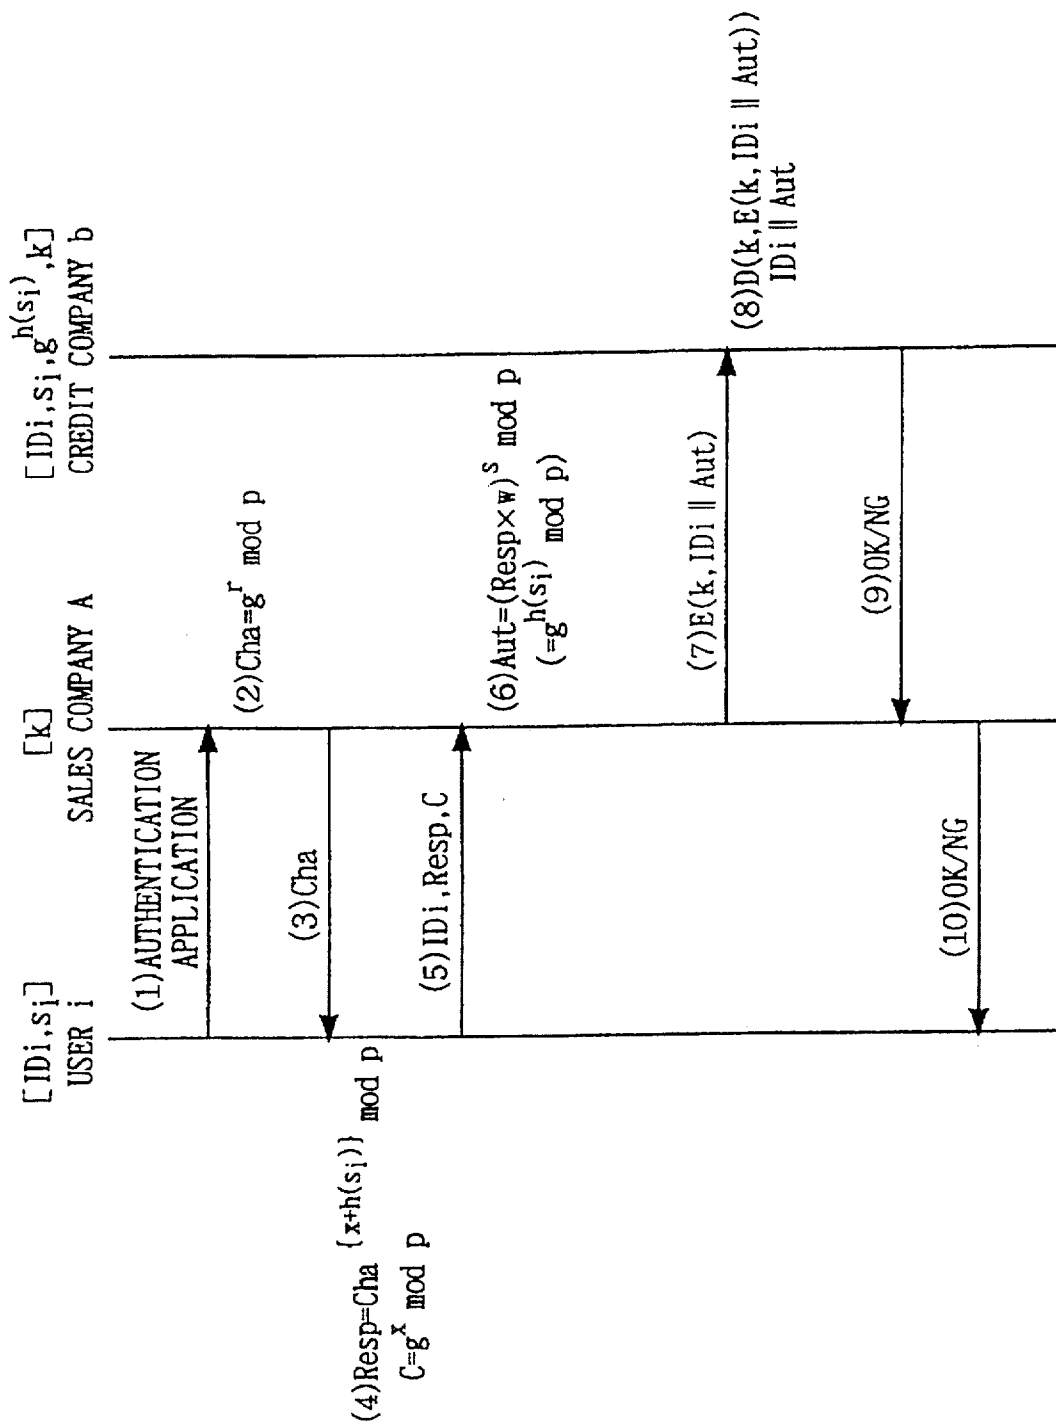 [IDi,si]
USER i
[k]
SALES COMPANY A
[IDi,si,g^h(si),k]
CREDIT COMPANY b
(1)AUTHENTICATION
APPLICATION
(2)Cha=g^r mod p
(3)Cha
(4)Resp=Cha^{x+h(si)} mod p
C=g^x mod p
(5)IDi,Resp,C
(6)Aut=(Resp×w)^s mod p
(=g^h(si) mod p)
(7)E(k,IDi ‖ Aut)
(8)D(k,E(k,IDi ‖ Aut))
IDi ‖ Aut
(9)OK/NG
(10)OK/NG